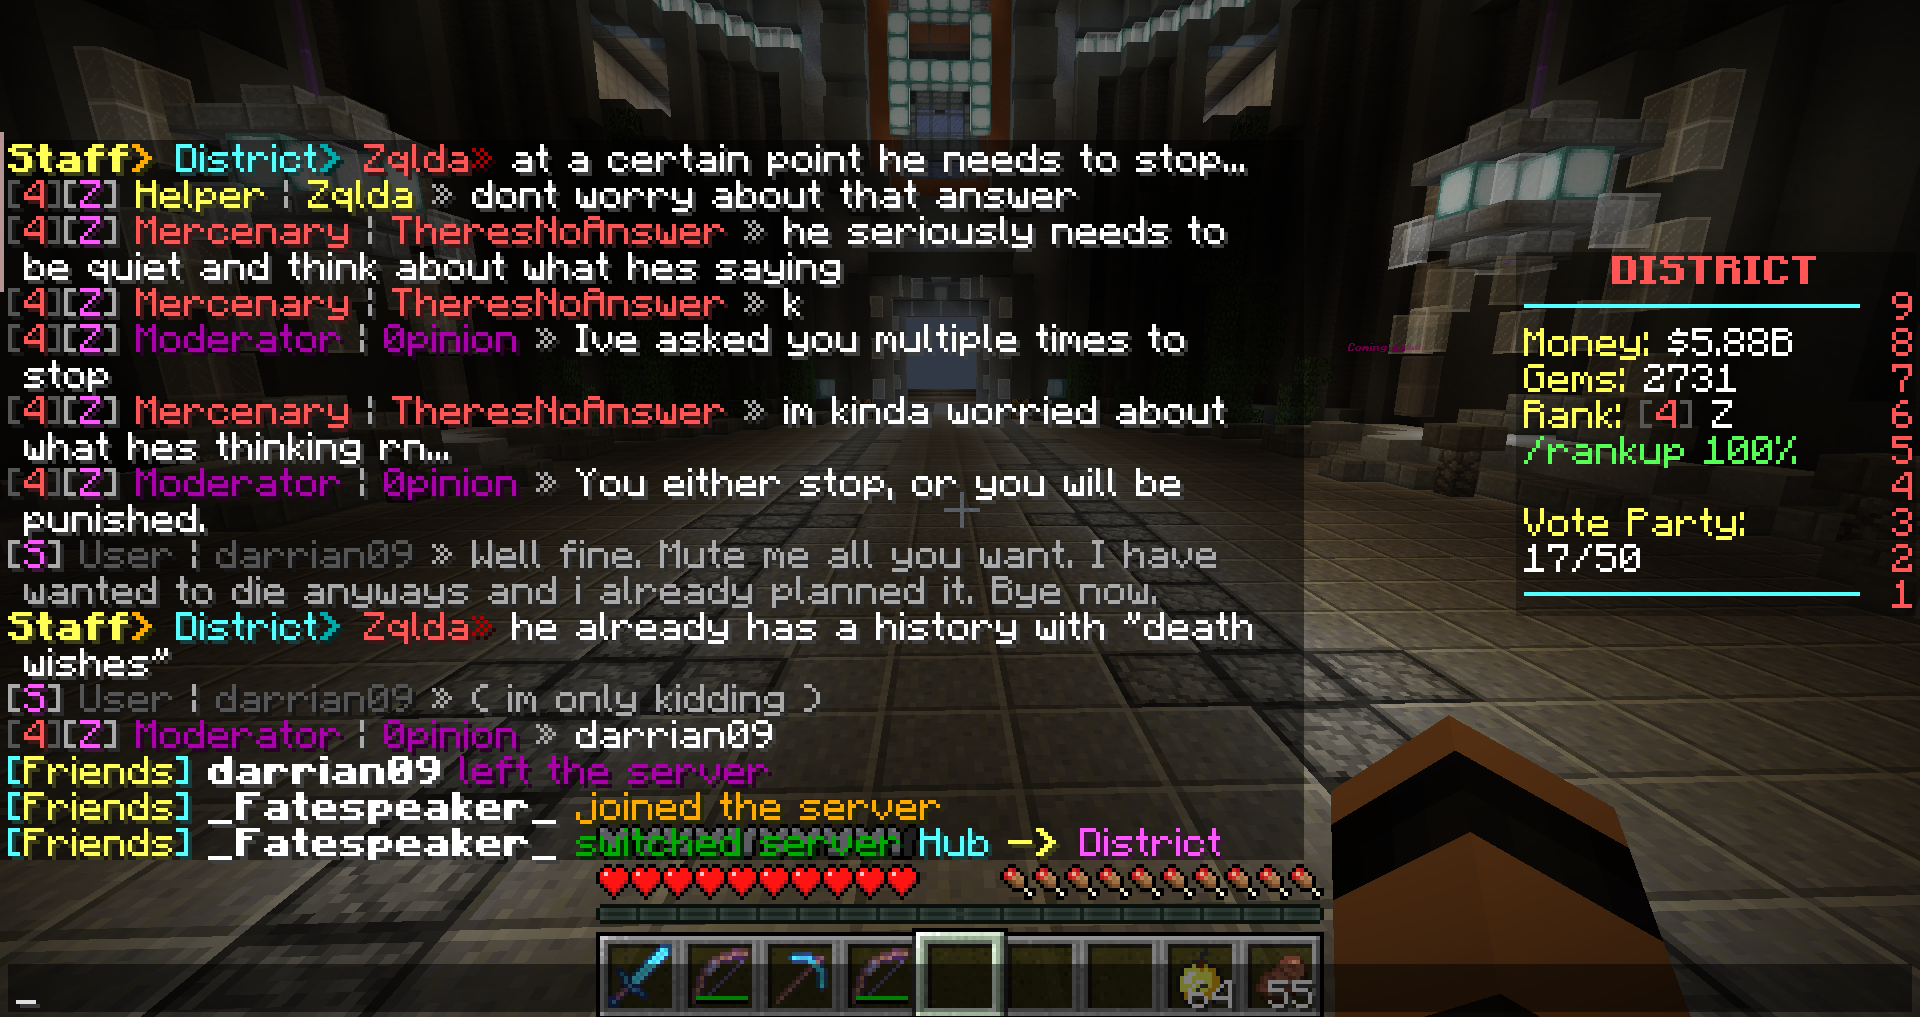 Staff> District> Zqlda» at a certain point he needs to stop...
[4][Z] Helper ¦ Zqlda » dont worry about that answer
[4][Z] Mercenary ¦ TheresNoAnswer » he seriously needs to
be quiet and think about what hes saying
[4][Z] Mercenary ¦ TheresNoAnswer » k
[4][Z] Moderator ¦ 0pinion » Ive asked you multiple times to
stop
[4][Z] Mercenary ¦ TheresNoAnswer » im kinda worried about
what hes thinking rn...
[4][Z] Moderator ¦ 0pinion » You either stop, or you will be
punished.
[S] User ¦ darrian09 » Well fine. Mute me all you want. I have
wanted to die anyways and i already planned it. Bye now.
Staff> District> Zqlda» he already has a history with "death
wishes"
[S] User ¦ darrian09 » ( im only kidding )
[4][Z] Moderator ¦ 0pinion » darrian09
[Friends] darrian09 left the server
[Friends] _Fatespeaker_ joined the server
[Friends] _Fatespeaker_ switched server Hub -> District
_
64
55
Coming
DISTRICT
9
Money: $5.88B 8
Gems: 2731 7
Rank: [4] Z 6
/rankup 100% 5
4
Vote Party: 3
17/50 2
1